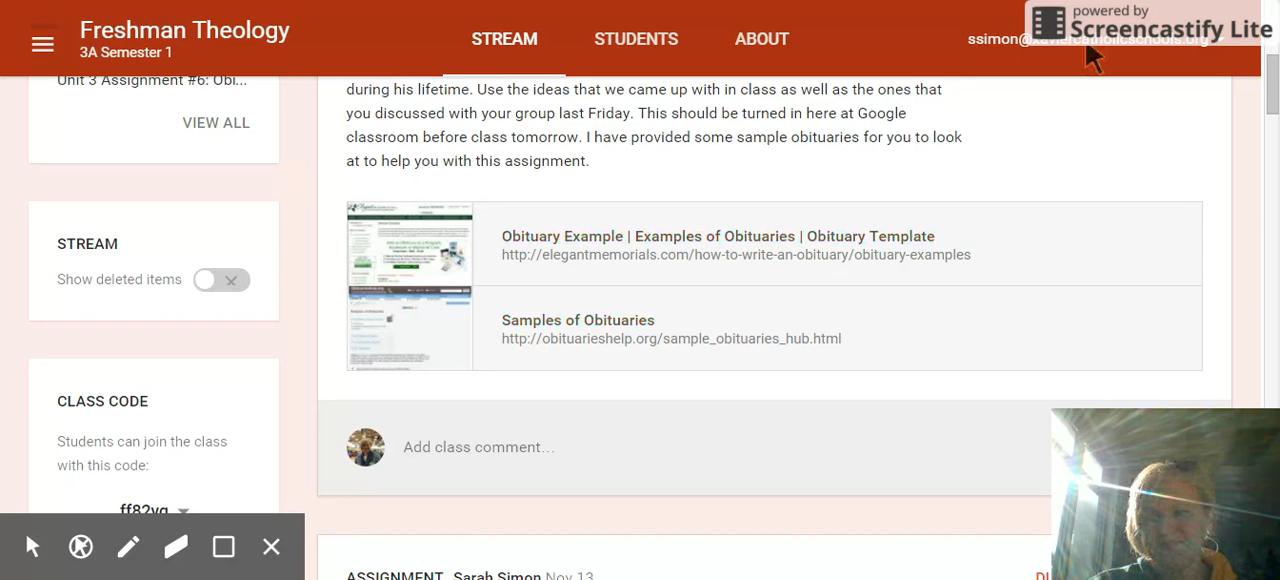 Freshman Theology
3A Semester 1
STREAM
STUDENTS
ABOUT
powered by
Screencastify Lite
ssimon@xaviercatholicschools.org
Unit 3 Assignment #6: Obi...
VIEW ALL
STREAM
Show deleted items
CLASS CODE
Students can join the class
with this code:
ff82vg
during his lifetime. Use the ideas that we came up with in class as well as the ones that
you discussed with your group last Friday. This should be turned in here at Google
classroom before class tomorrow. I have provided some sample obituaries for you to look
at to help you with this assignment.
Obituary Example | Examples of Obituaries | Obituary Template
http://elegantmemorials.com/how-to-write-an-obituary/obituary-examples
Samples of Obituaries
http://obituarieshelp.org/sample_obituaries_hub.html
Add class comment...
ASSIGNMENT Sarah Simon Nov 13